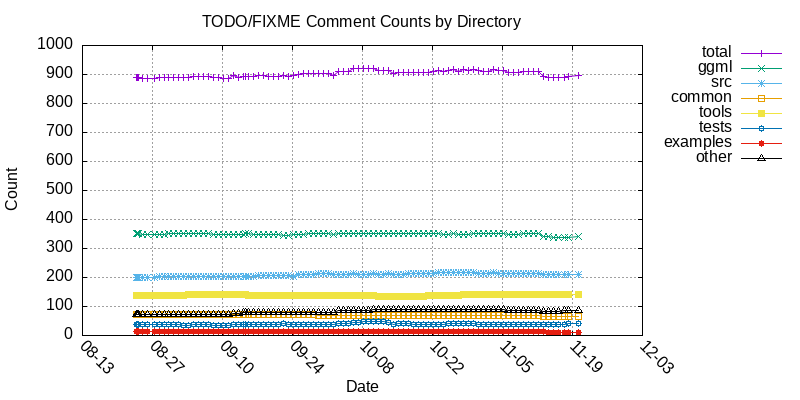 TODO/FIXME Comment Counts by Directory
1000
900
800
700
600
500
400
300
200
100
0
Count
08-13
08-27
09-10
09-24
10-08
10-22
11-05
11-19
12-03
Date
total
ggml
src
common
tools
tests
examples
other